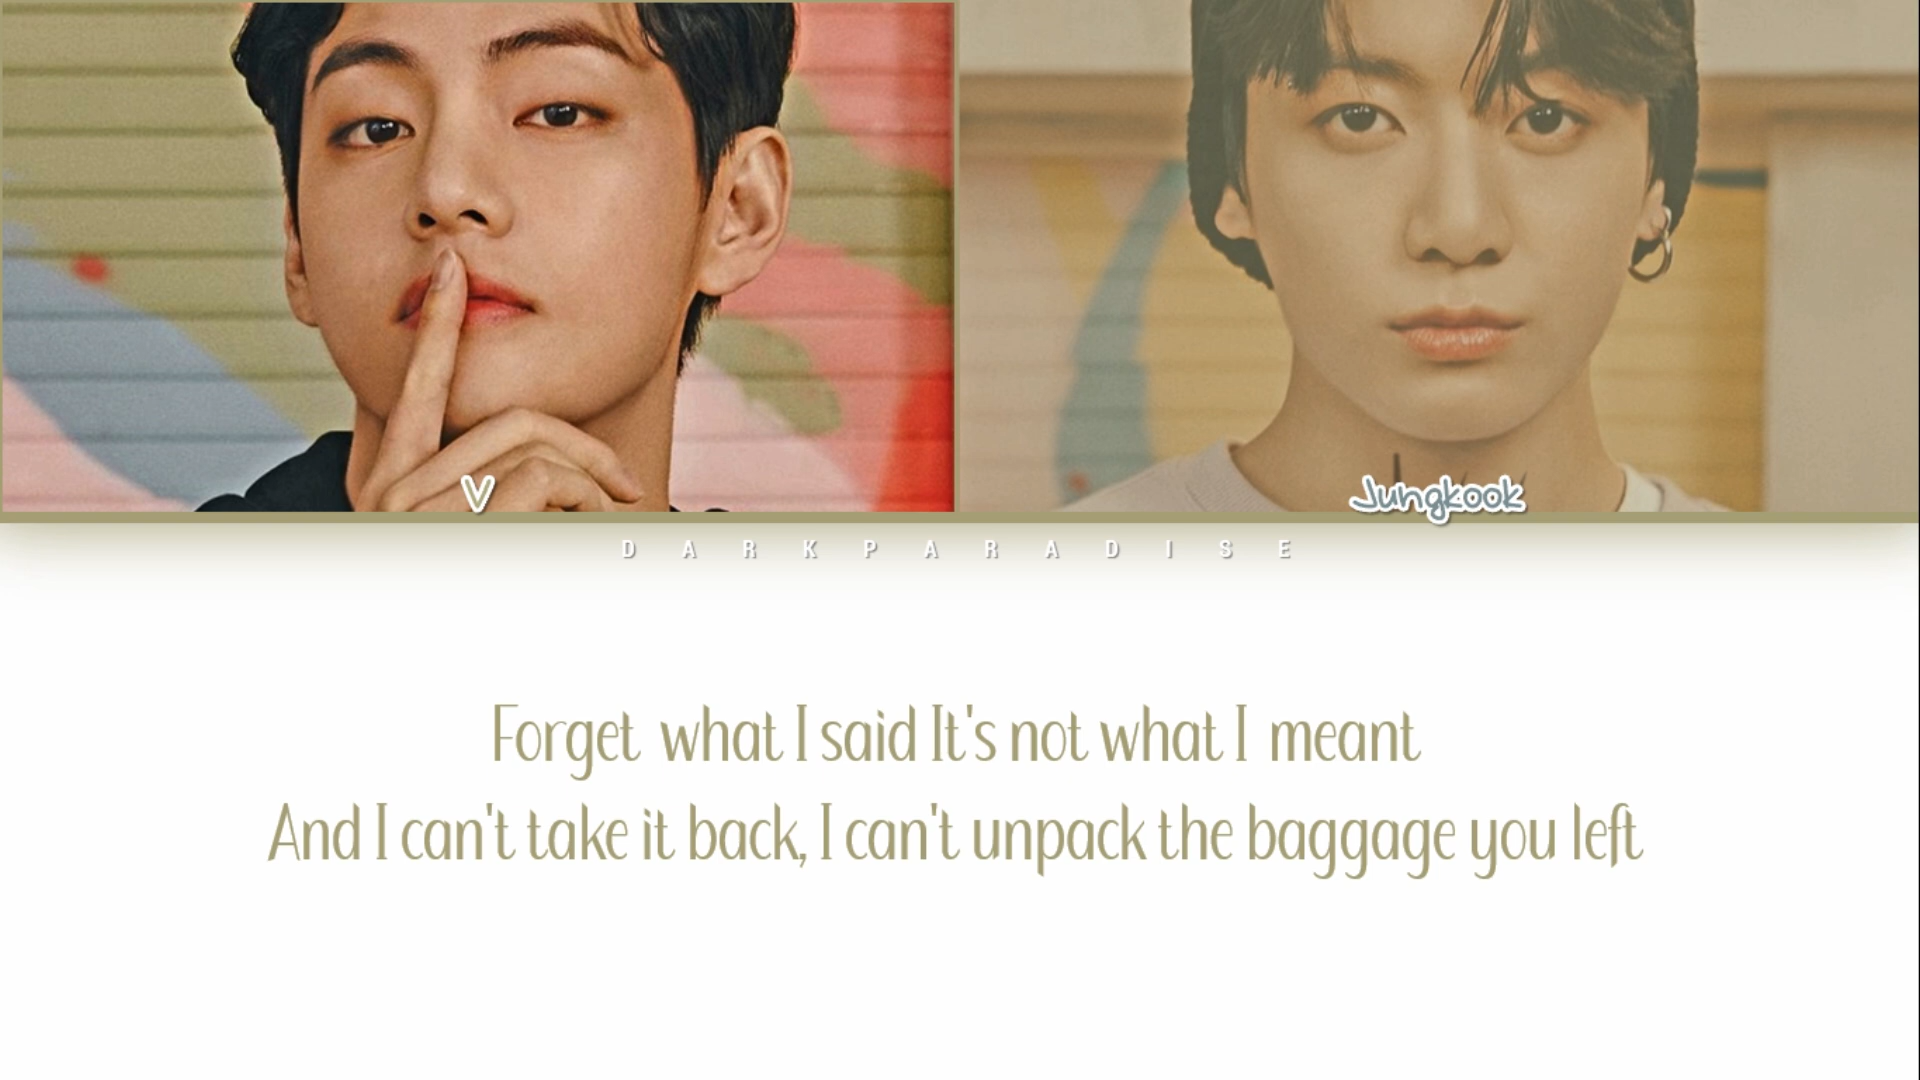 V
Jungkook
DARKPARADISE
Forget what I said It's not what I meant
And I can't take it back, I can't unpack the baggage you left